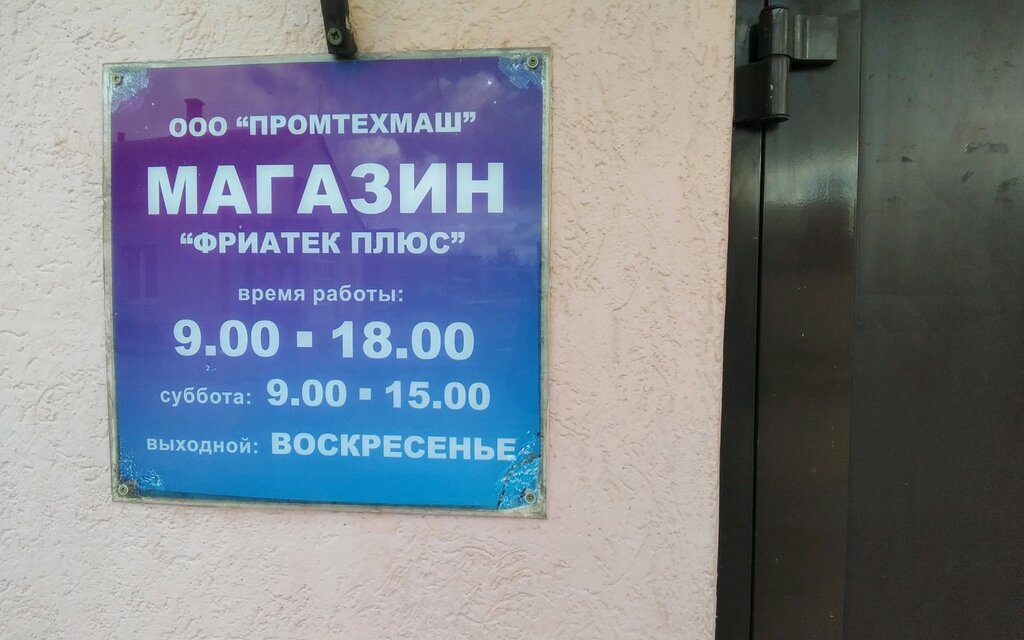 ООО “ПРОМТЕХМАШ”
МАГАЗИН
“ФРИАТЕК ПЛЮС”
время работы:
9.00 ▪ 18.00
суббота: 9.00 ▪ 15.00
выходной: ВОСКРЕСЕНЬЕ